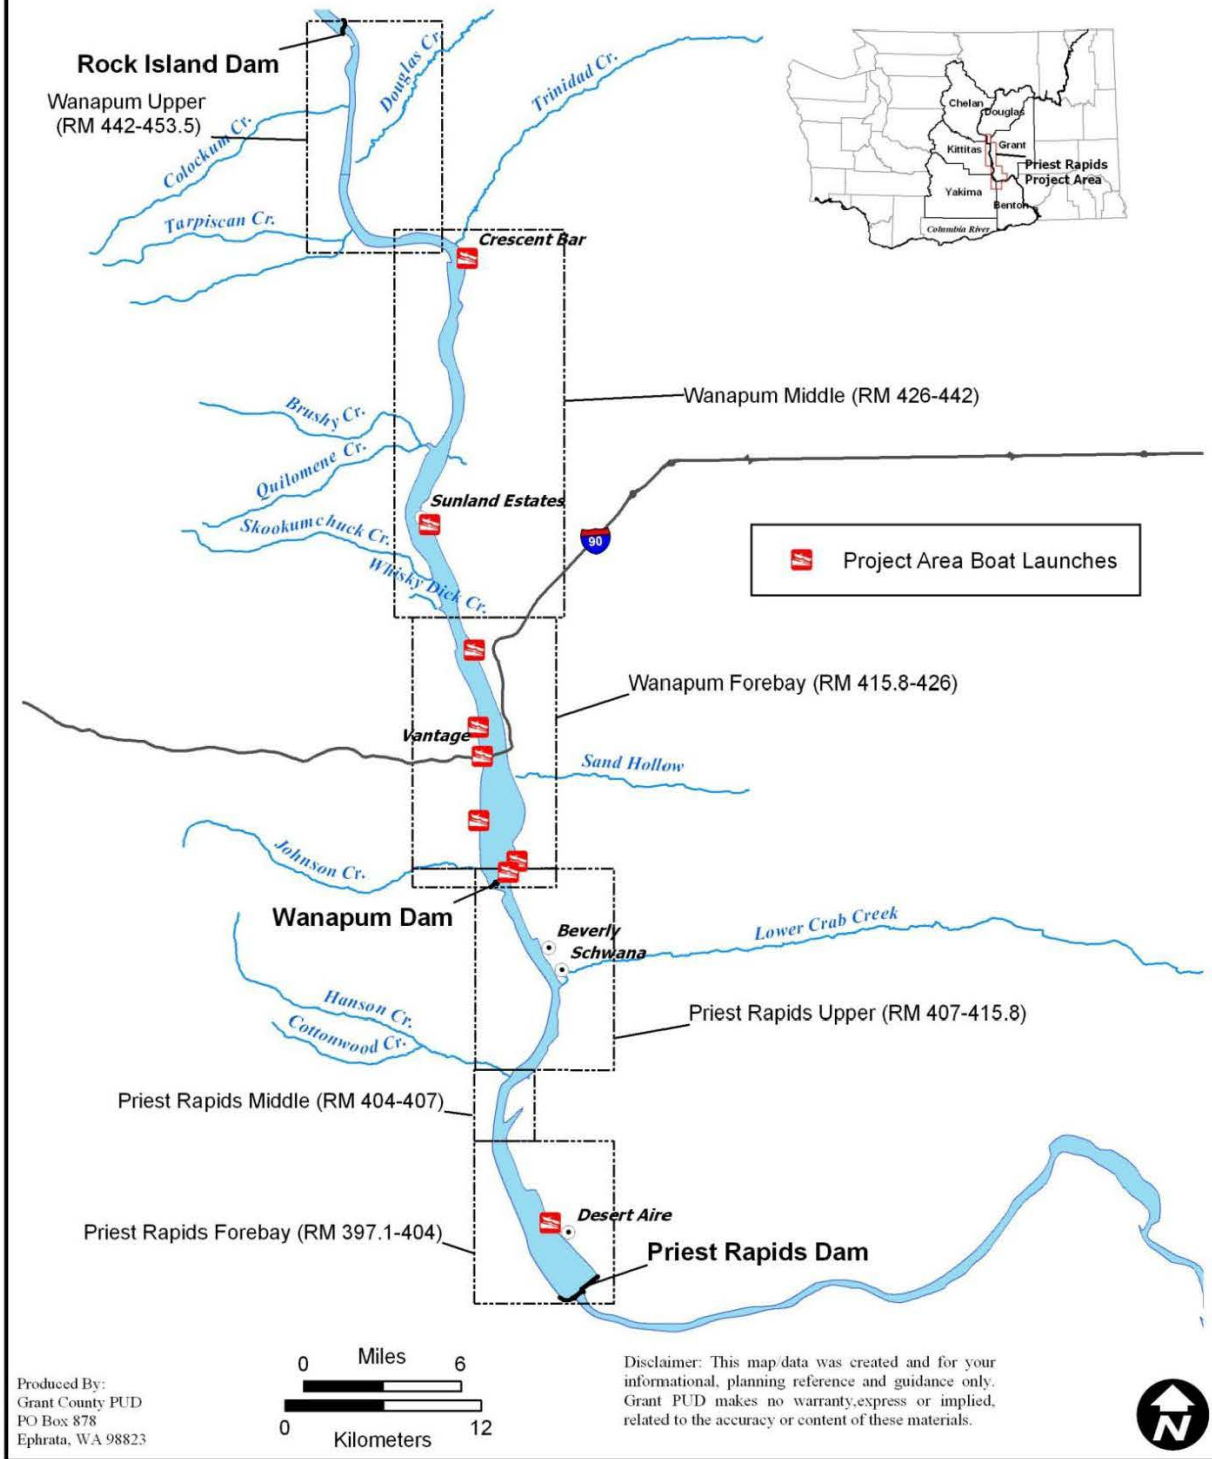 Rock Island Dam
Wanapum Upper
(RM 442-453.5)
Douglas Cr.
Trinidad Cr.
Colockum Cr.
Tarpiscan Cr.
Crescent Bar
Chelan
Douglas
Kittitas
Grant
Priest Rapids
Project Area
Yakima
Benton
Columbia River
Wanapum Middle (RM 426-442)
Brushy Cr.
Quilomene Cr.
Sunland Estates
Skookumchuck Cr.
Whisky Dick Cr.
90
Project Area Boat Launches
Wanapum Forebay (RM 415.8-426)
Vantage
Sand Hollow
Johnson Cr.
Wanapum Dam
Beverly
Schwana
Lower Crab Creek
Hanson Cr.
Cottonwood Cr.
Priest Rapids Upper (RM 407-415.8)
Priest Rapids Middle (RM 404-407)
Desert Aire
Priest Rapids Forebay (RM 397.1-404)
Priest Rapids Dam
Produced By:
Grant County PUD
PO Box 878
Ephrata, WA 98823
0 Miles 6
0 12
Kilometers
Disclaimer: This map/data was created and for your
informational, planning reference and guidance only.
Grant PUD makes no warranty,express or implied,
related to the accuracy or content of these materials.
N